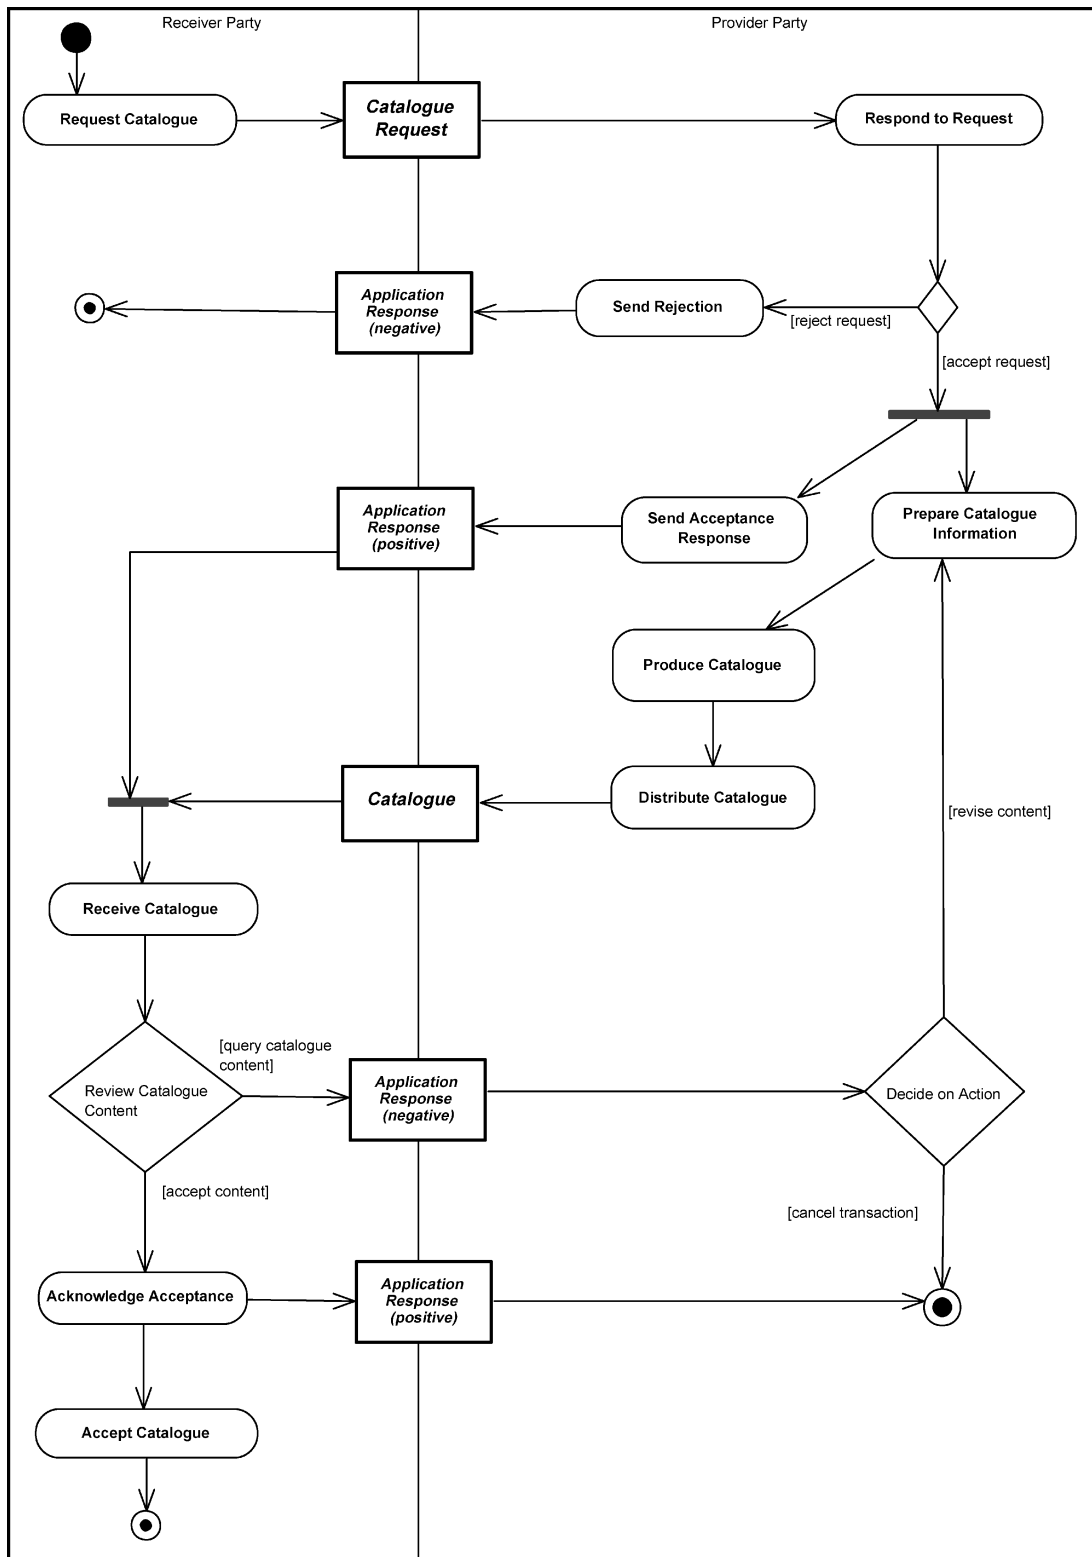 Receiver Party
Provider Party
Request Catalogue
Catalogue
Request
Respond to Request
Application
Response
(negative)
Send Rejection
[reject request]
[accept request]
Application
Response
(positive)
Send Acceptance
Response
Prepare Catalogue
Information
Produce Catalogue
Catalogue
Distribute Catalogue
[revise content]
Receive Catalogue
[query catalogue
content]
Review Catalogue
Content
Application
Response
(negative)
Decide on Action
[accept content]
[cancel transaction]
Acknowledge Acceptance
Application
Response
(positive)
Accept Catalogue